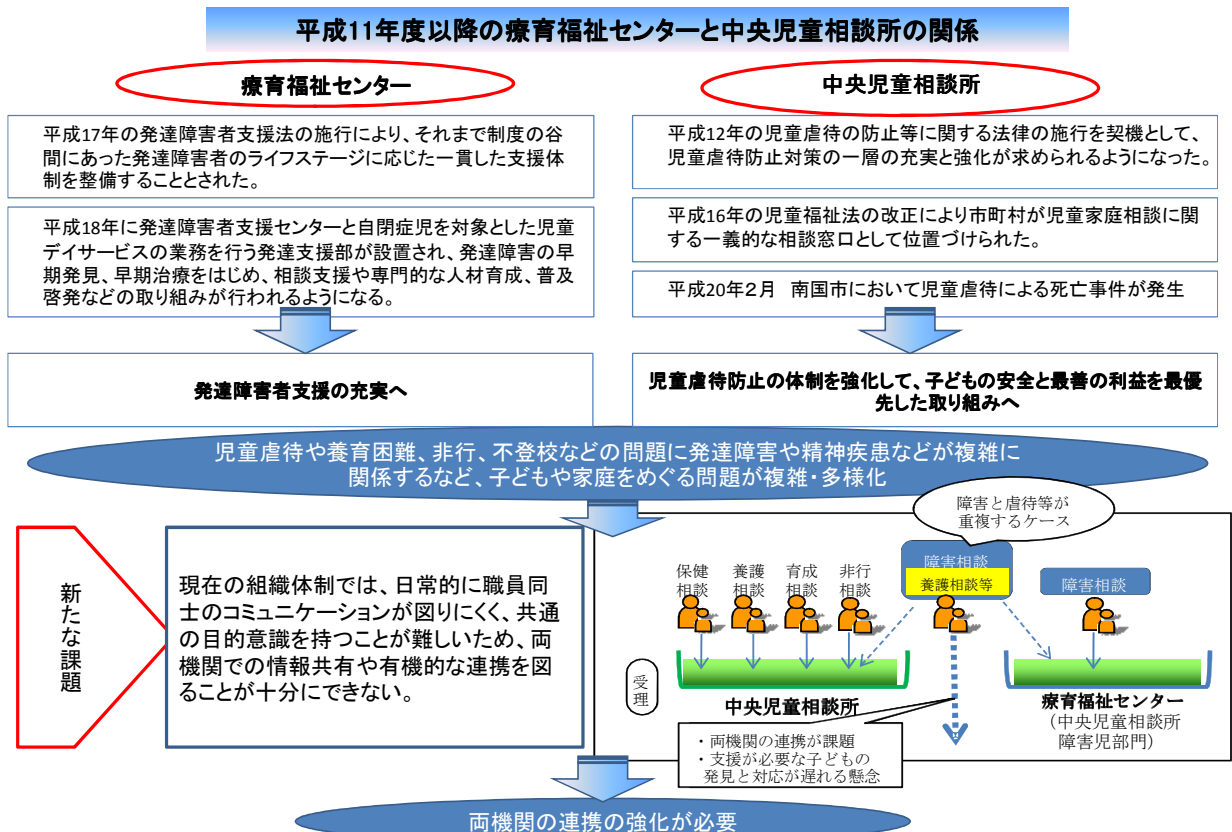 平成11年度以降の療育福祉センターと中央児童相談所の関係
療育福祉センター
平成17年の発達障害者支援法の施行により、それまで制度の谷
間にあった発達障害者のライフステージに応じた一貫した支援体
制を整備することとされた。
平成18年に発達障害者支援センターと自閉症児を対象とした児童
デイサービスの業務を行う発達支援部が設置され、発達障害の早
期発見、早期治療をはじめ、相談支援や専門的な人材育成、普及
啓発などの取り組みが行われるようになる。
発達障害者支援の充実へ
中央児童相談所
平成12年の児童虐待の防止等に関する法律の施行を契機として、
児童虐待防止対策の一層の充実と強化が求められるようになった。
平成16年の児童福祉法の改正により市町村が児童家庭相談に関
する一義的な相談窓口として位置づけられた。
平成20年2月　南国市において児童虐待による死亡事件が発生
児童虐待防止の体制を強化して、子どもの安全と最善の利益を最優
先した取り組みへ
児童虐待や養育困難、非行、不登校などの問題に発達障害や精神疾患などが複雑に
関係するなど、子どもや家庭をめぐる問題が複雑・多様化
新たな課題
現在の組織体制では、日常的に職員同
士のコミュニケーションが図りにくく、共通
の目的意識を持つことが難しいため、両
機関での情報共有や有機的な連携を図
ることが十分にできない。
障害と虐待等が
重複するケース
保健
相談
養護
相談
育成
相談
非行
相談
障害相談
養護相談等
障害相談
受理
中央児童相談所
療育福祉センター
（中央児童相談所
障害児部門）
・両機関の連携が課題
・支援が必要な子どもの
発見と対応が遅れる懸念
両機関の連携の強化が必要